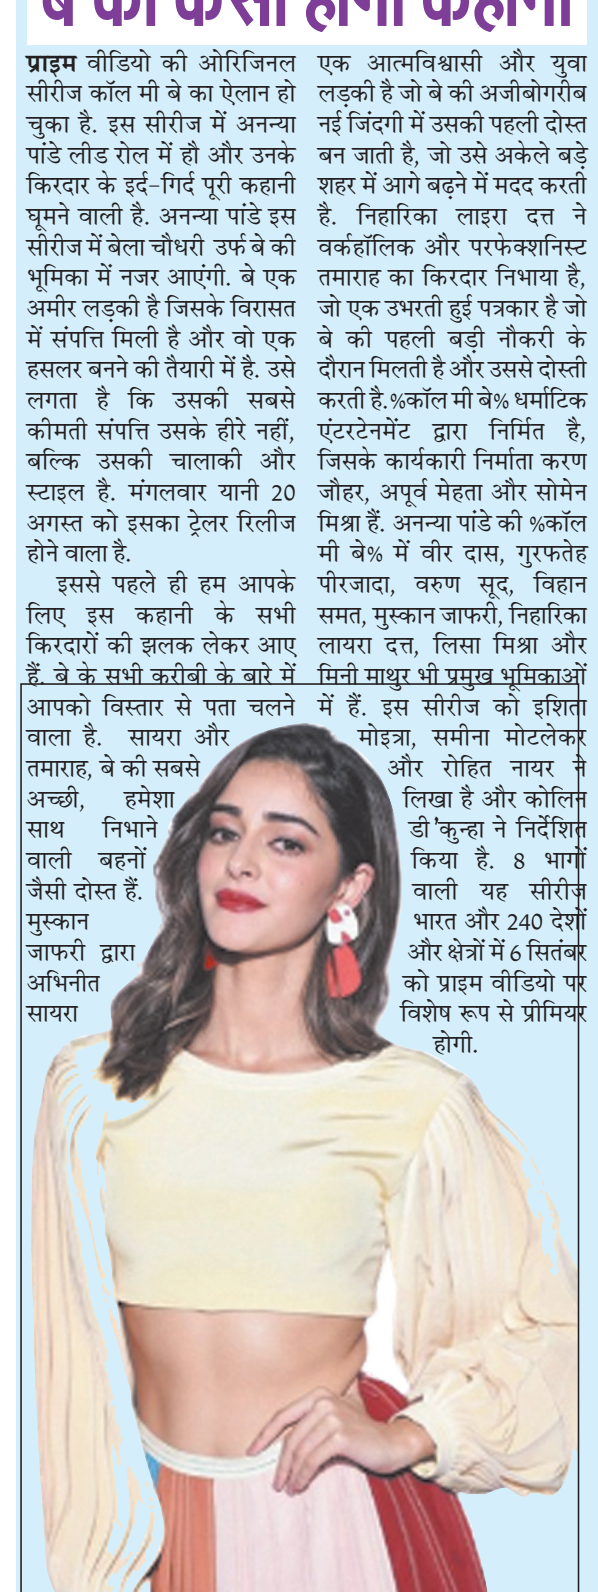 बे की कैसी होगी कहानी
प्राइम वीडियो की ओरिजिनल
सीरीज कॉल मी बे का ऐलान हो
चुका है. इस सीरीज में अनन्या
पांडे लीड रोल में हौ और उनके
किरदार के इर्द-गिर्द पूरी कहानी
घूमने वाली है. अनन्या पांडे इस
सीरीज में बेला चौधरी उर्फ बे की
भूमिका में नजर आएंगी. बे एक
अमीर लड़की है जिसके विरासत
में संपत्ति मिली है और वो एक
हसलर बनने की तैयारी में है. उसे
लगता है कि उसकी सबसे
कीमती संपत्ति उसके हीरे नहीं,
बल्कि उसकी चालाकी और
स्टाइल है. मंगलवार यानी 20
अगस्त को इसका ट्रेलर रिलीज
होने वाला है.
इससे पहले ही हम आपके
लिए इस कहानी के सभी
किरदारों की झलक लेकर आए
हैं. बे के सभी करीबी के बारे में
आपको विस्तार से पता चलने
वाला है. सायरा और
तमाराह, बे की सबसे
अच्छी, हमेशा
साथ निभाने
वाली बहनों
जैसी दोस्त हैं.
मुस्कान
जाफरी द्वारा
अभिनीत
सायरा
एक आत्मविश्वासी और युवा
लड़की है जो बे की अजीबोगरीब
नई जिंदगी में उसकी पहली दोस्त
बन जाती है, जो उसे अकेले बड़े
शहर में आगे बढ़ने में मदद करती
है. निहारिका लाइरा दत्त ने
वर्कहॉलिक और परफेक्शनिस्ट
तमाराह का किरदार निभाया है,
जो एक उभरती हुई पत्रकार है जो
बे की पहली बड़ी नौकरी के
दौरान मिलती है और उससे दोस्ती
करती है.%कॉल मी बे% धर्माटिक
एंटरटेनमेंट द्वारा निर्मित है,
जिसके कार्यकारी निर्माता करण
जौहर, अपूर्व मेहता और सोमेन
मिश्रा हैं. अनन्या पांडे की %कॉल
मी बे% में वीर दास, गुरफतेह
पीरजादा, वरुण सूद, विहान
समत, मुस्कान जाफरी, निहारिका
लायरा दत्त, लिसा मिश्रा और
मिनी माथुर भी प्रमुख भूमिकाओं
में हैं. इस सीरीज को इशिता
मोइत्रा, समीना मोटलेकर
और रोहित नायर ने
लिखा है और कोलिन
डी'कुन्हा ने निर्देशित
किया है. 8 भागों
वाली यह सीरीज
भारत और 240 देशों
और क्षेत्रों में 6 सितंबर
को प्राइम वीडियो पर
विशेष रूप से प्रीमियर
होगी.